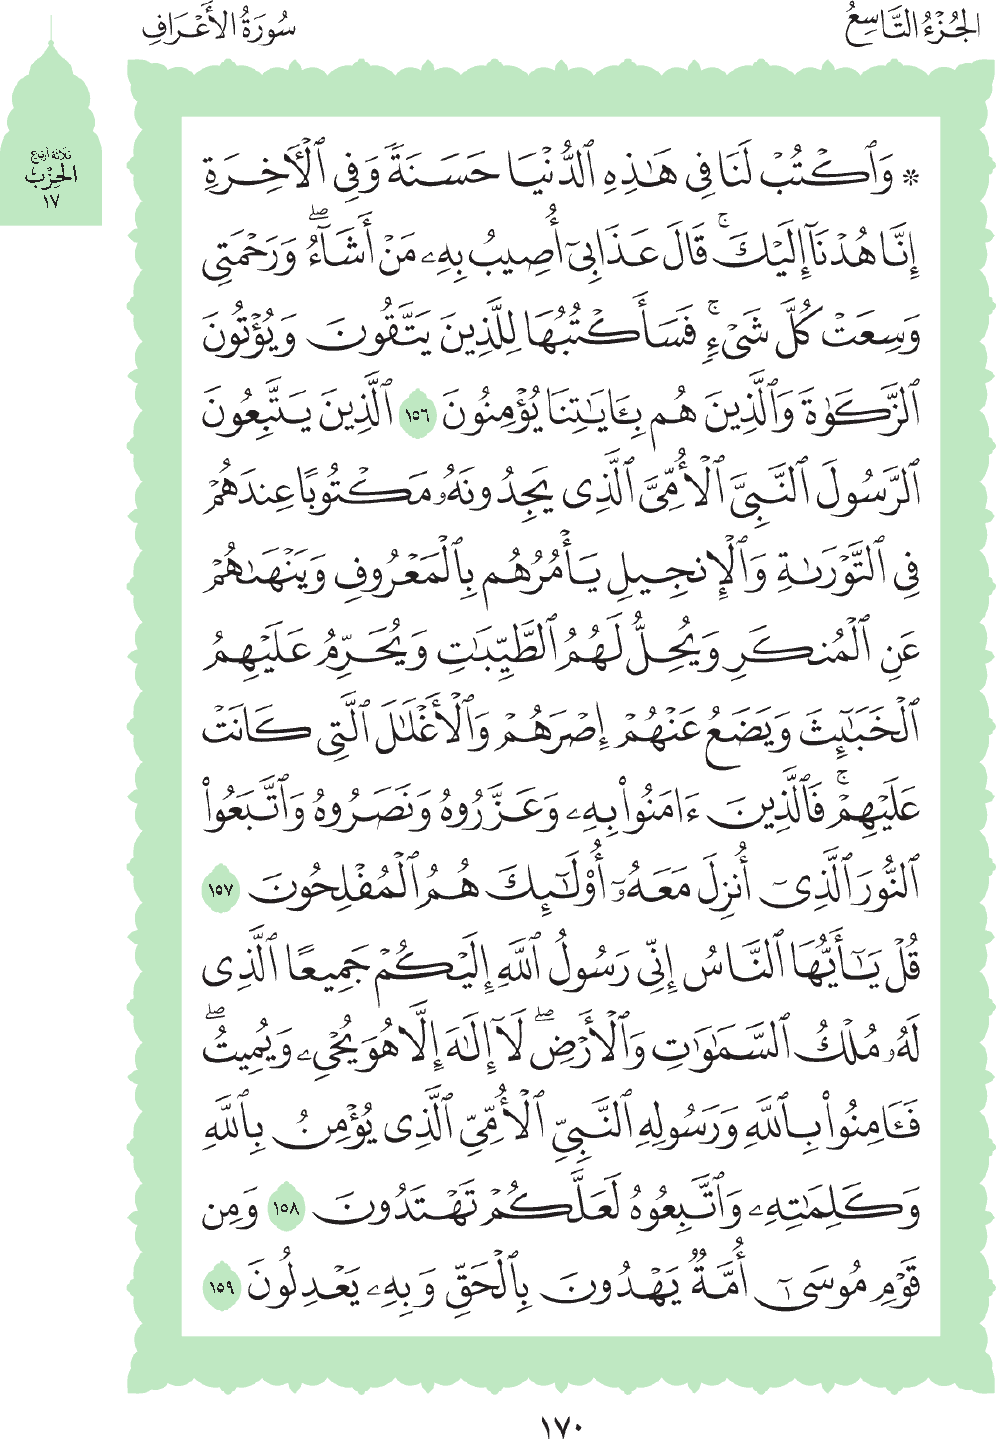 الجُزْءُ التَّاسِعُ
سُورَةُ الأَعْرَافِ
ثلاثة أرباع
الحِزْب
١٧
۞ وَٱكْتُبْ لَنَا فِى هَـٰذِهِ ٱلدُّنْيَا حَسَنَةً وَفِى ٱلْـَٔاخِرَةِ
إِنَّا هُدْنَآ إِلَيْكَ ۚ قَالَ عَذَابِىٓ أُصِيبُ بِهِۦ مَنْ أَشَآءُ ۖ وَرَحْمَتِى
وَسِعَتْ كُلَّ شَىْءٍ ۚ فَسَأَكْتُبُهَا لِلَّذِينَ يَتَّقُونَ وَيُؤْتُونَ
ٱلزَّكَوٰةَ وَٱلَّذِينَ هُم بِـَٔايَـٰتِنَا يُؤْمِنُونَ ١٥٦ ٱلَّذِينَ يَتَّبِعُونَ
ٱلرَّسُولَ ٱلنَّبِىَّ ٱلْأُمِّىَّ ٱلَّذِى يَجِدُونَهُۥ مَكْتُوبًا عِندَهُمْ
فِى ٱلتَّوْرَىٰةِ وَٱلْإِنجِيلِ يَأْمُرُهُم بِٱلْمَعْرُوفِ وَيَنْهَىٰهُمْ
عَنِ ٱلْمُنكَرِ وَيُحِلُّ لَهُمُ ٱلطَّيِّبَـٰتِ وَيُحَرِّمُ عَلَيْهِمُ
ٱلْخَبَـٰٓئِثَ وَيَضَعُ عَنْهُمْ إِصْرَهُمْ وَٱلْأَغْلَـٰلَ ٱلَّتِى كَانَتْ
عَلَيْهِمْ ۚ فَٱلَّذِينَ ءَامَنُوا۟ بِهِۦ وَعَزَّرُوهُ وَنَصَرُوهُ وَٱتَّبَعُوا۟
ٱلنُّورَ ٱلَّذِىٓ أُنزِلَ مَعَهُۥٓ أُو۟لَـٰٓئِكَ هُمُ ٱلْمُفْلِحُونَ ١٥٧
قُلْ يَـٰٓأَيُّهَا ٱلنَّاسُ إِنِّى رَسُولُ ٱللَّهِ إِلَيْكُمْ جَمِيعًا ٱلَّذِى
لَهُۥ مُلْكُ ٱلسَّمَـٰوَٰتِ وَٱلْأَرْضِ ۖ لَآ إِلَـٰهَ إِلَّا هُوَ يُحْىِۦ وَيُمِيتُ ۖ
فَـَٔامِنُوا۟ بِٱللَّهِ وَرَسُولِهِ ٱلنَّبِىِّ ٱلْأُمِّىِّ ٱلَّذِى يُؤْمِنُ بِٱللَّهِ
وَكَلِمَـٰتِهِۦ وَٱتَّبِعُوهُ لَعَلَّكُمْ تَهْتَدُونَ ١٥٨ وَمِن
قَوْمِ مُوسَىٰٓ أُمَّةٌ يَهْدُونَ بِٱلْحَقِّ وَبِهِۦ يَعْدِلُونَ ١٥٩
١٧٠